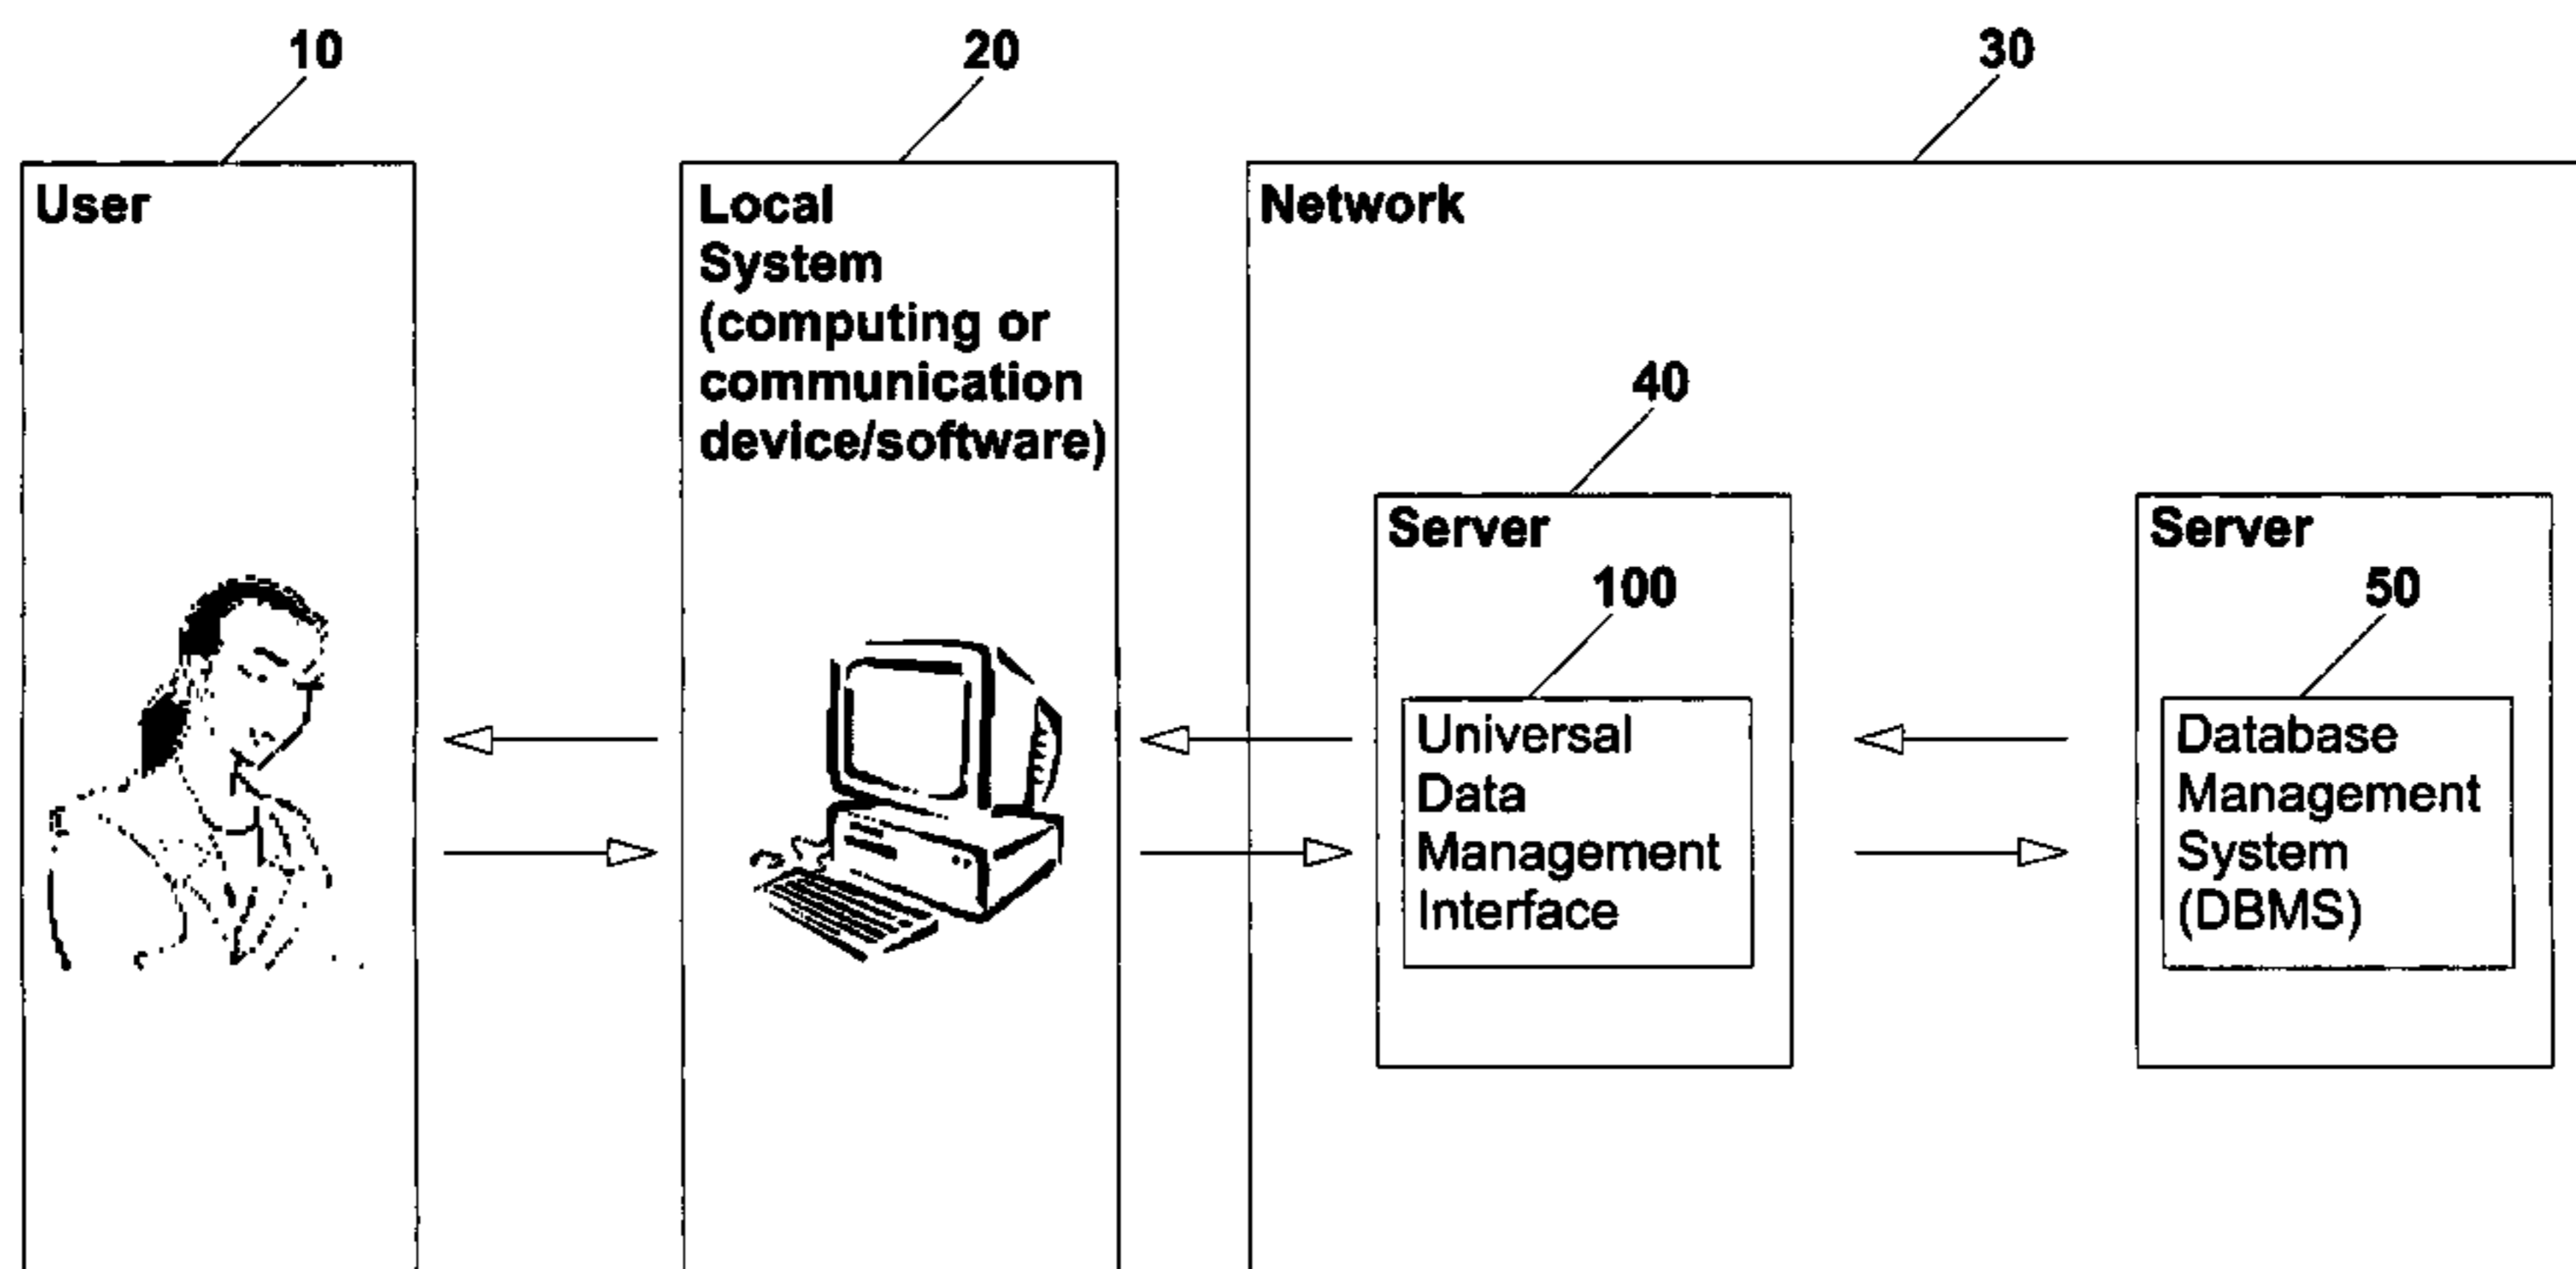 10
20
30
User
Local
System
(computing or
communication
device/software)
Network
40
Server
100
Universal
Data
Management
Interface
Server
50
Database
Management
System
(DBMS)